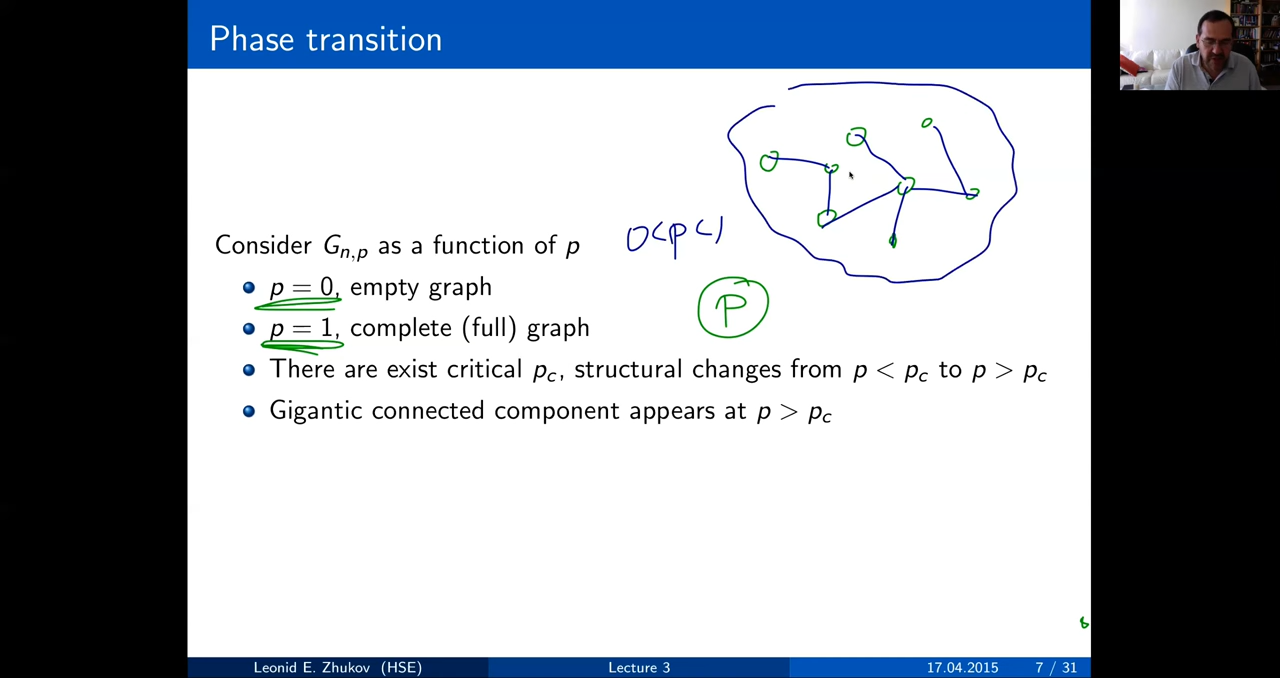 Phase transition
Consider G_{n,p} as a function of p
0<p<1
p = 0, empty graph
p = 1, complete (full) graph
P
There are exist critical p_c, structural changes from p < p_c to p > p_c
Gigantic connected component appears at p > p_c
Leonid E. Zhukov (HSE) Lecture 3 17.04.2015 7 / 31